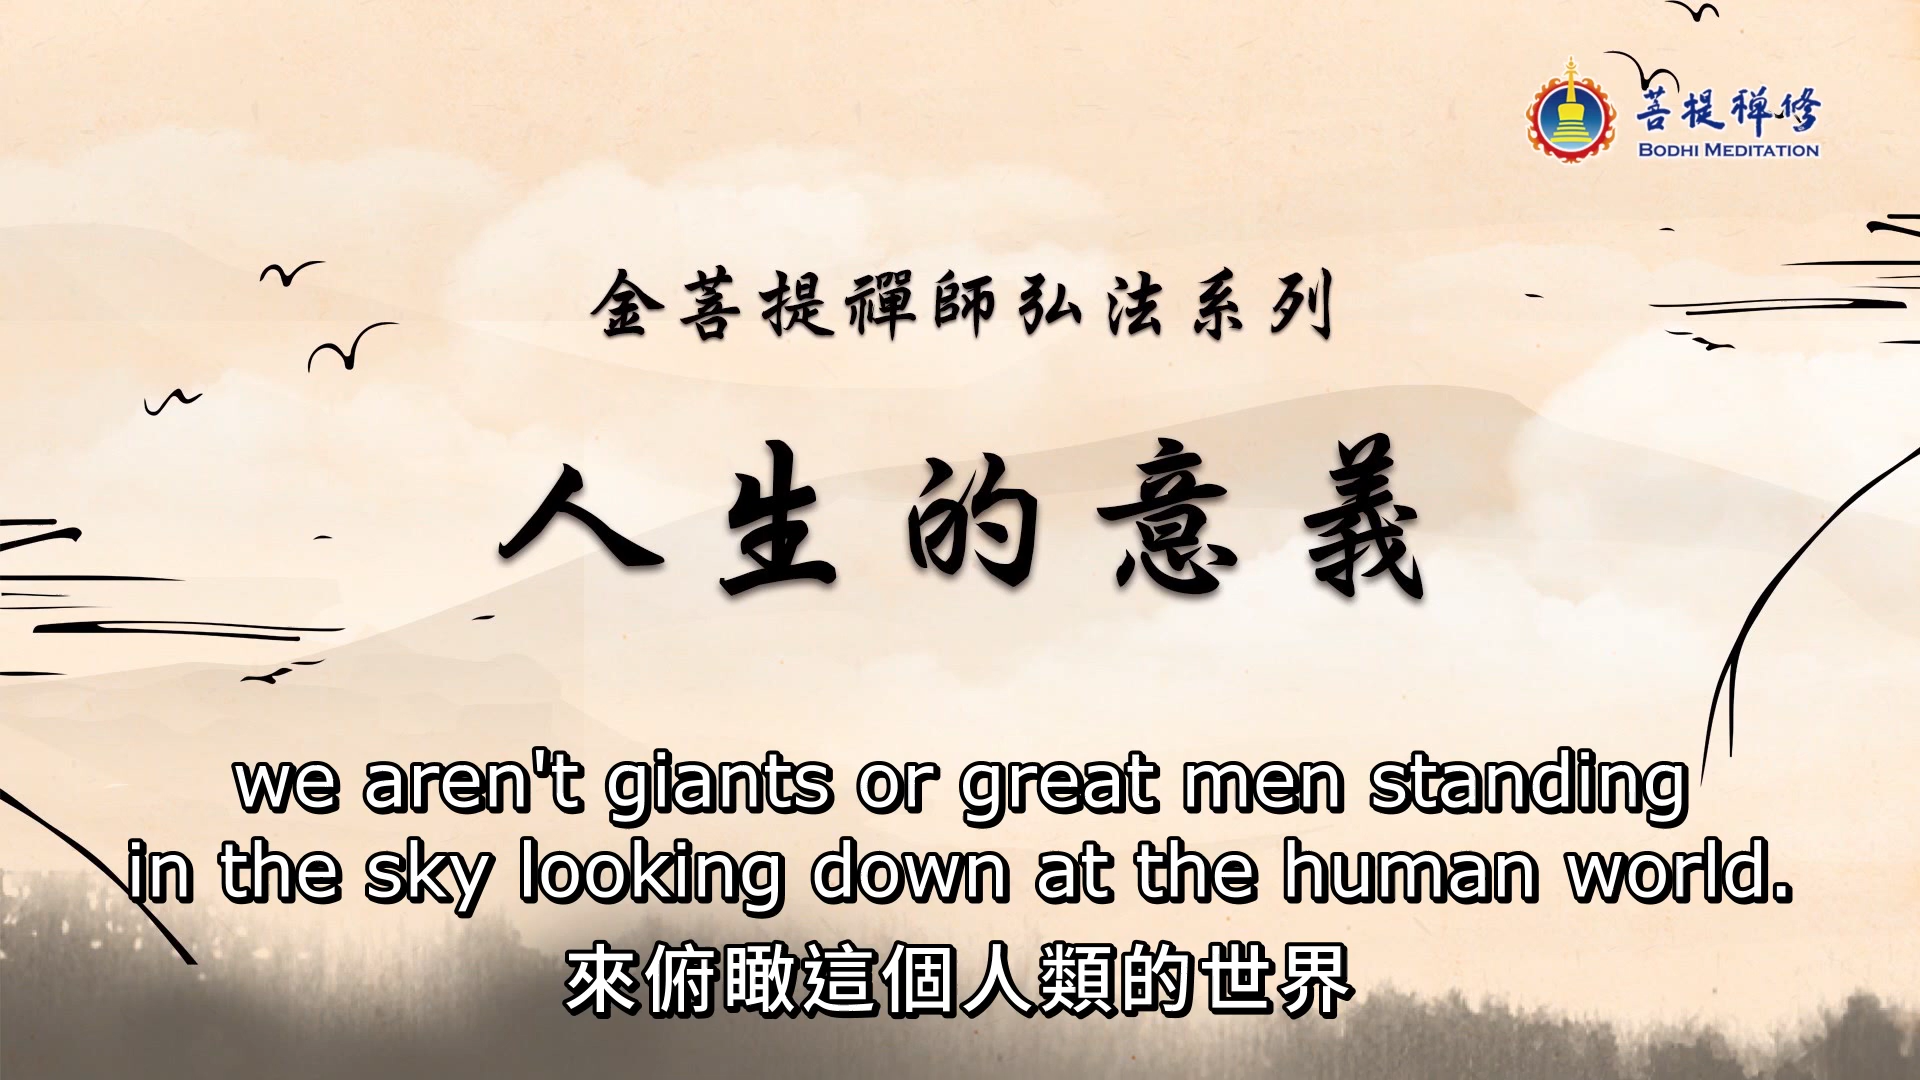 菩提禪修
BODHI MEDITATION
金菩提禪師弘法系列
人生的意義
we aren't giants or great men standing
in the sky looking down at the human world.
來俯瞰這個人類的世界